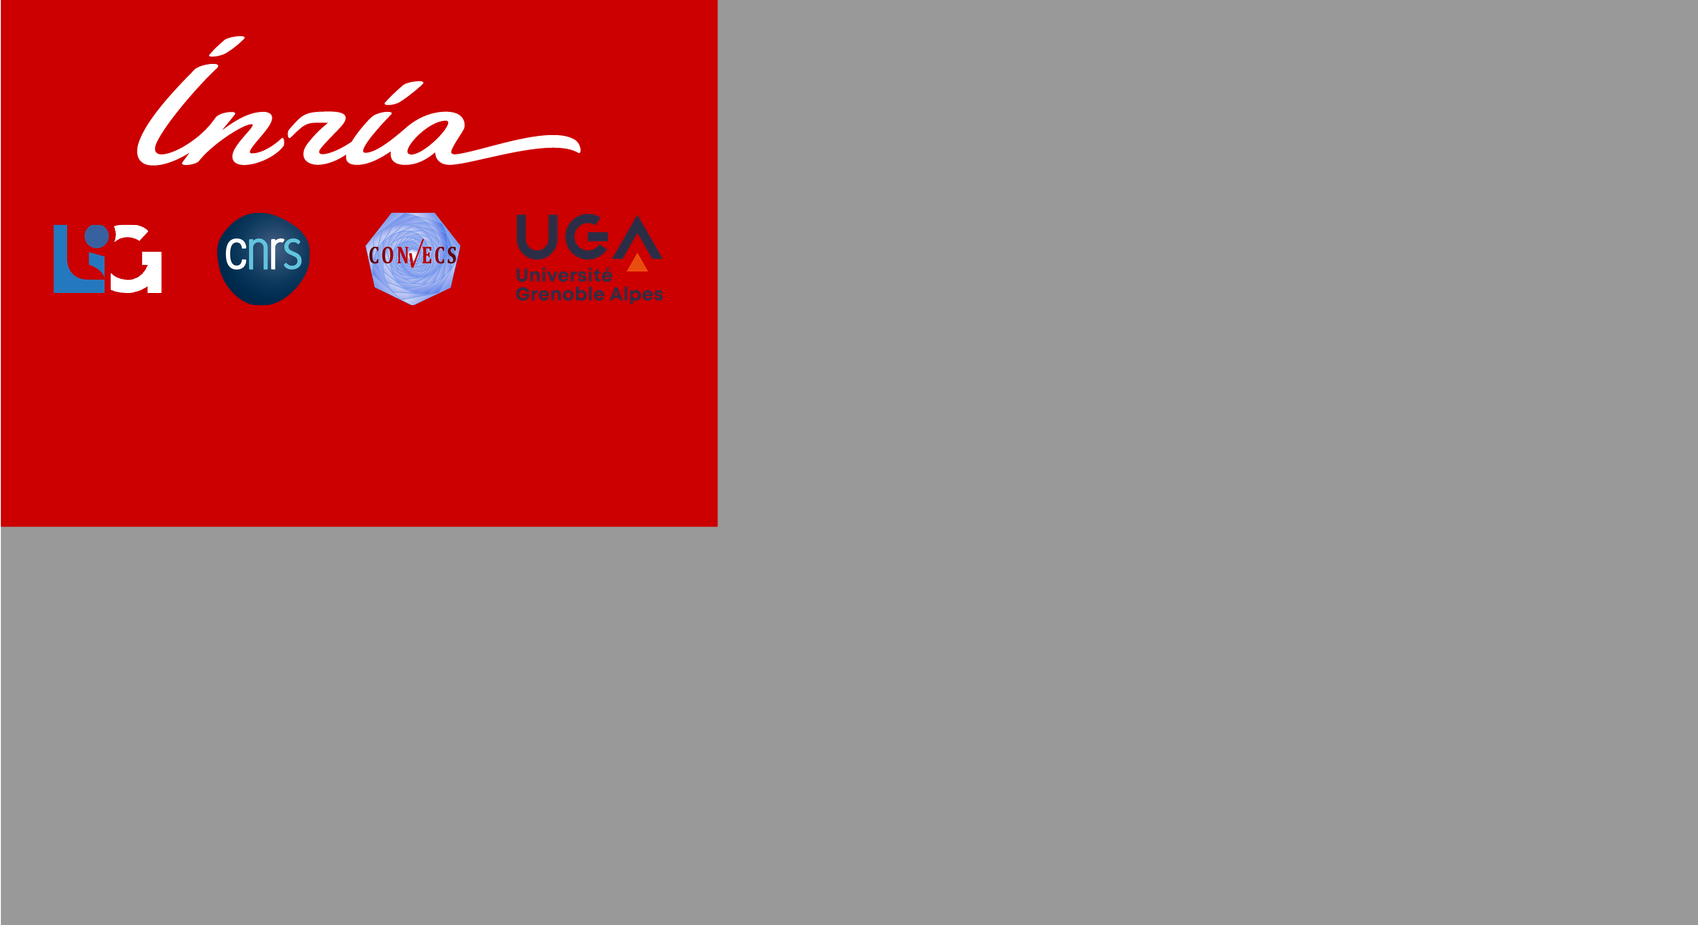 Inria
LiG
cnrs
CONVECS
UGA
Université
Grenoble Alpes